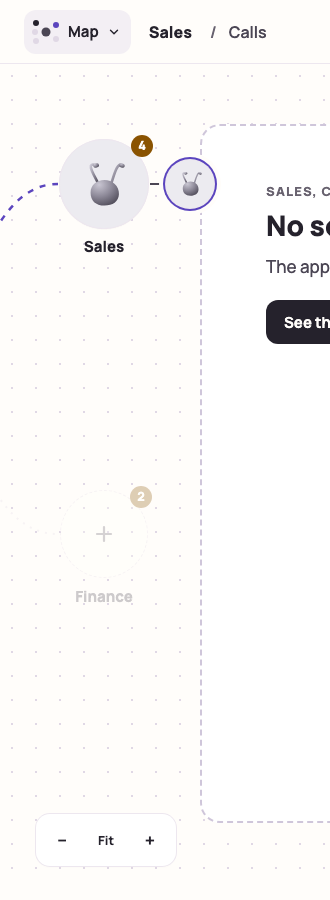 Map
Sales / Calls
4
Sales
SALES, C
No s
The app
See th
2
Finance
− Fit +